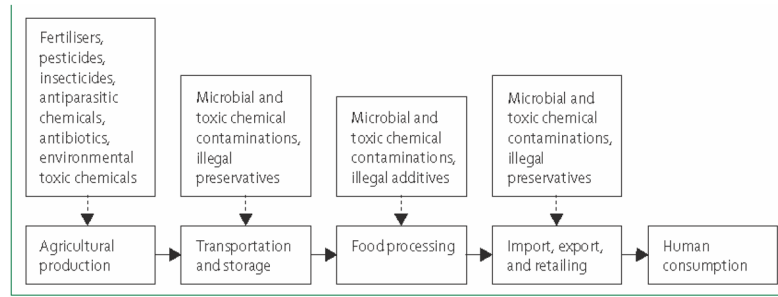 Fertilisers,
pesticides,
insecticides,
antiparasitic
chemicals,
antibiotics,
environmental
toxic chemicals
Microbial and
toxic chemical
contaminations,
illegal
preservatives
Microbial and
toxic chemical
contaminations,
illegal additives
Microbial and
toxic chemical
contaminations,
illegal
preservatives
Agricultural
production
Transportation
and storage
Food processing
Import, export,
and retailing
Human
consumption